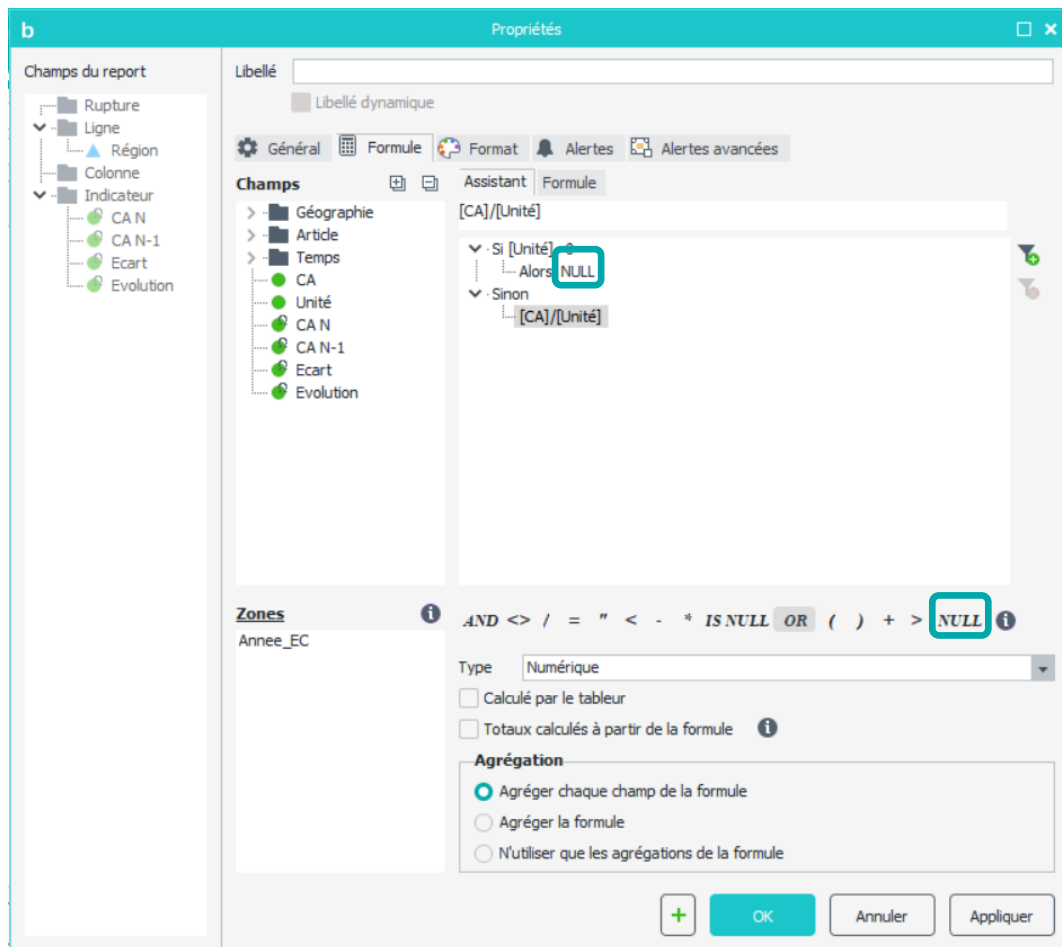 b
Propriétés
Champs du report
Rupture
Ligne
Région
Colonne
Indicateur
CA N
CA N-1
Ecart
Evolution
Libellé
Libellé dynamique
Général
Formule
Format
Alertes
Alertes avancées
Champs
Géographie
Article
Temps
CA
Unité
CA N
CA N-1
Ecart
Evolution
Assistant
Formule
[CA]/[Unité]
Si [Unité]
Alors NULL
Sinon
[CA]/[Unité]
Zones
Annee_EC
AND <> / = " < - * IS NULL OR ( ) + > NULL
Type
Numérique
Calculé par le tableur
Totaux calculés à partir de la formule
Agrégation
Agréger chaque champ de la formule
Agréger la formule
N'utiliser que les agrégations de la formule
+
OK
Annuler
Appliquer